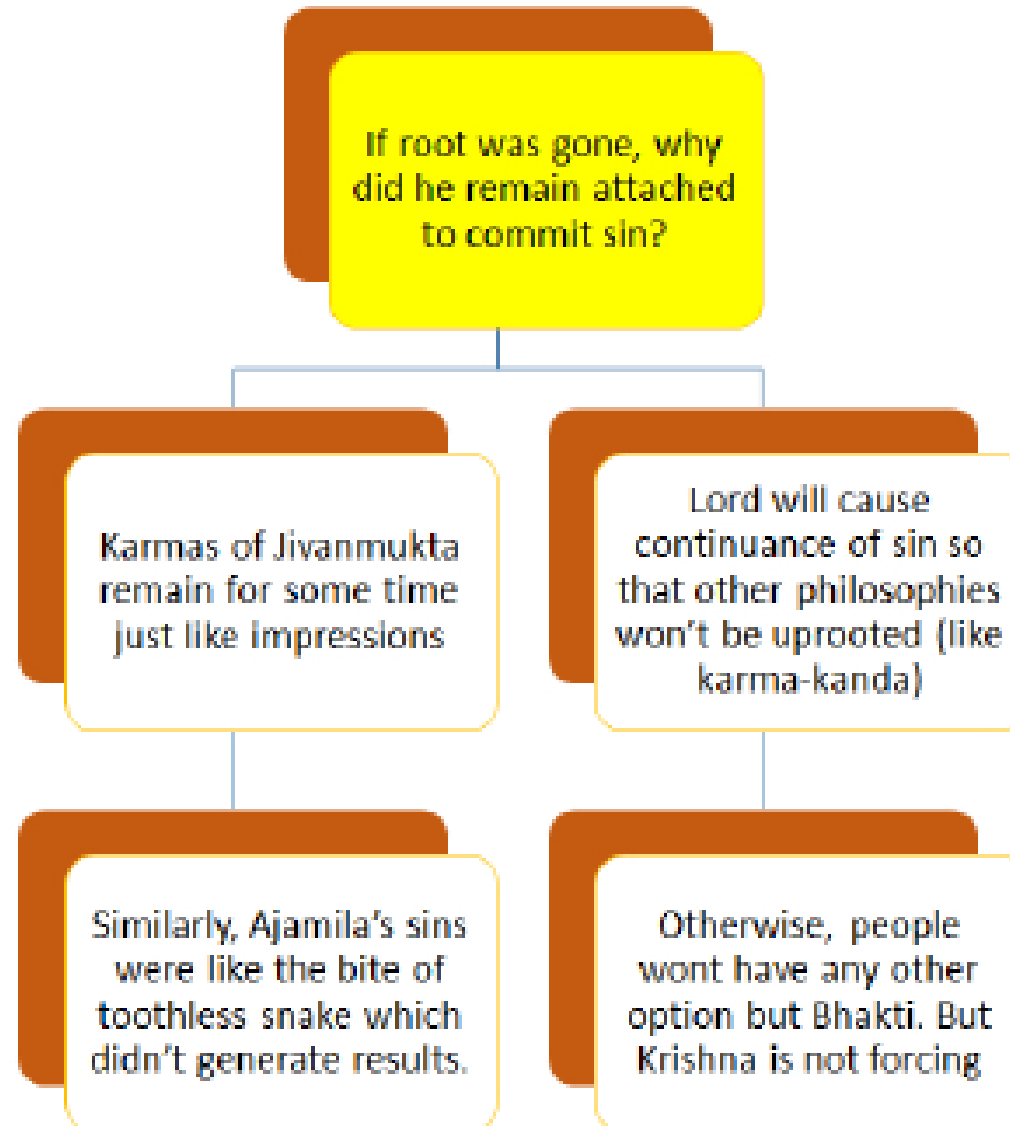 If root was gone, why
did he remain attached
to commit sin?
Karmas of Jivanmukta
remain for some time
just like impressions
Lord will cause
continuance of sin so
that other philosophies
won't be uprooted (like
karma-kanda)
Similarly, Ajamila's sins
were like the bite of
toothless snake which
didn't generate results.
Otherwise, people
wont have any other
option but Bhakti. But
Krishna is not forcing